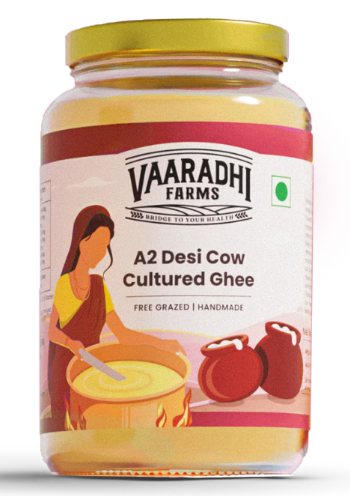 VAARADHI
FARMS
BRIDGE TO YOUR HEALTH
A2 Desi Cow
Cultured Ghee
FREE GRAZED | HANDMADE